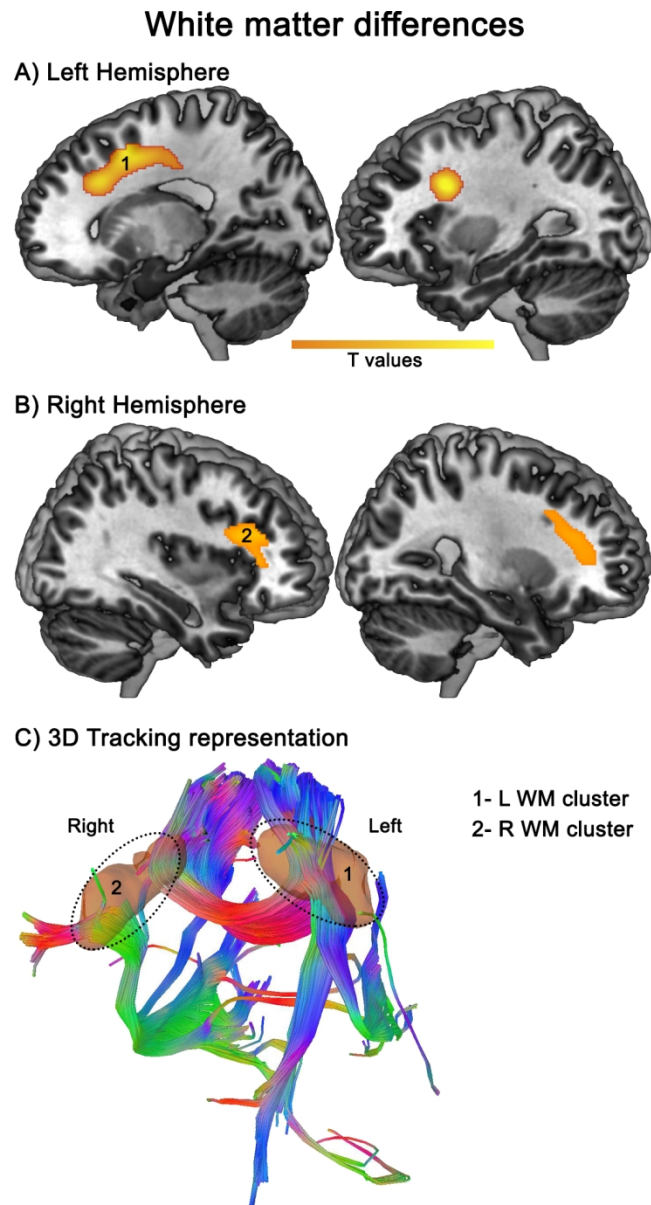 White matter differences
A) Left Hemisphere
1
T values
B) Right Hemisphere
2
C) 3D Tracking representation
1- L WM cluster
2- R WM cluster
Right
Left
2
1